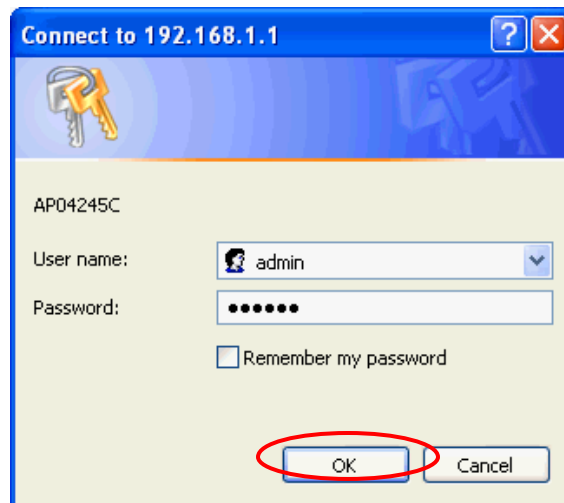 Connect to 192.168.1.1
AP04245C
User name: admin
Password: ●●●●●●
Remember my password
OK Cancel